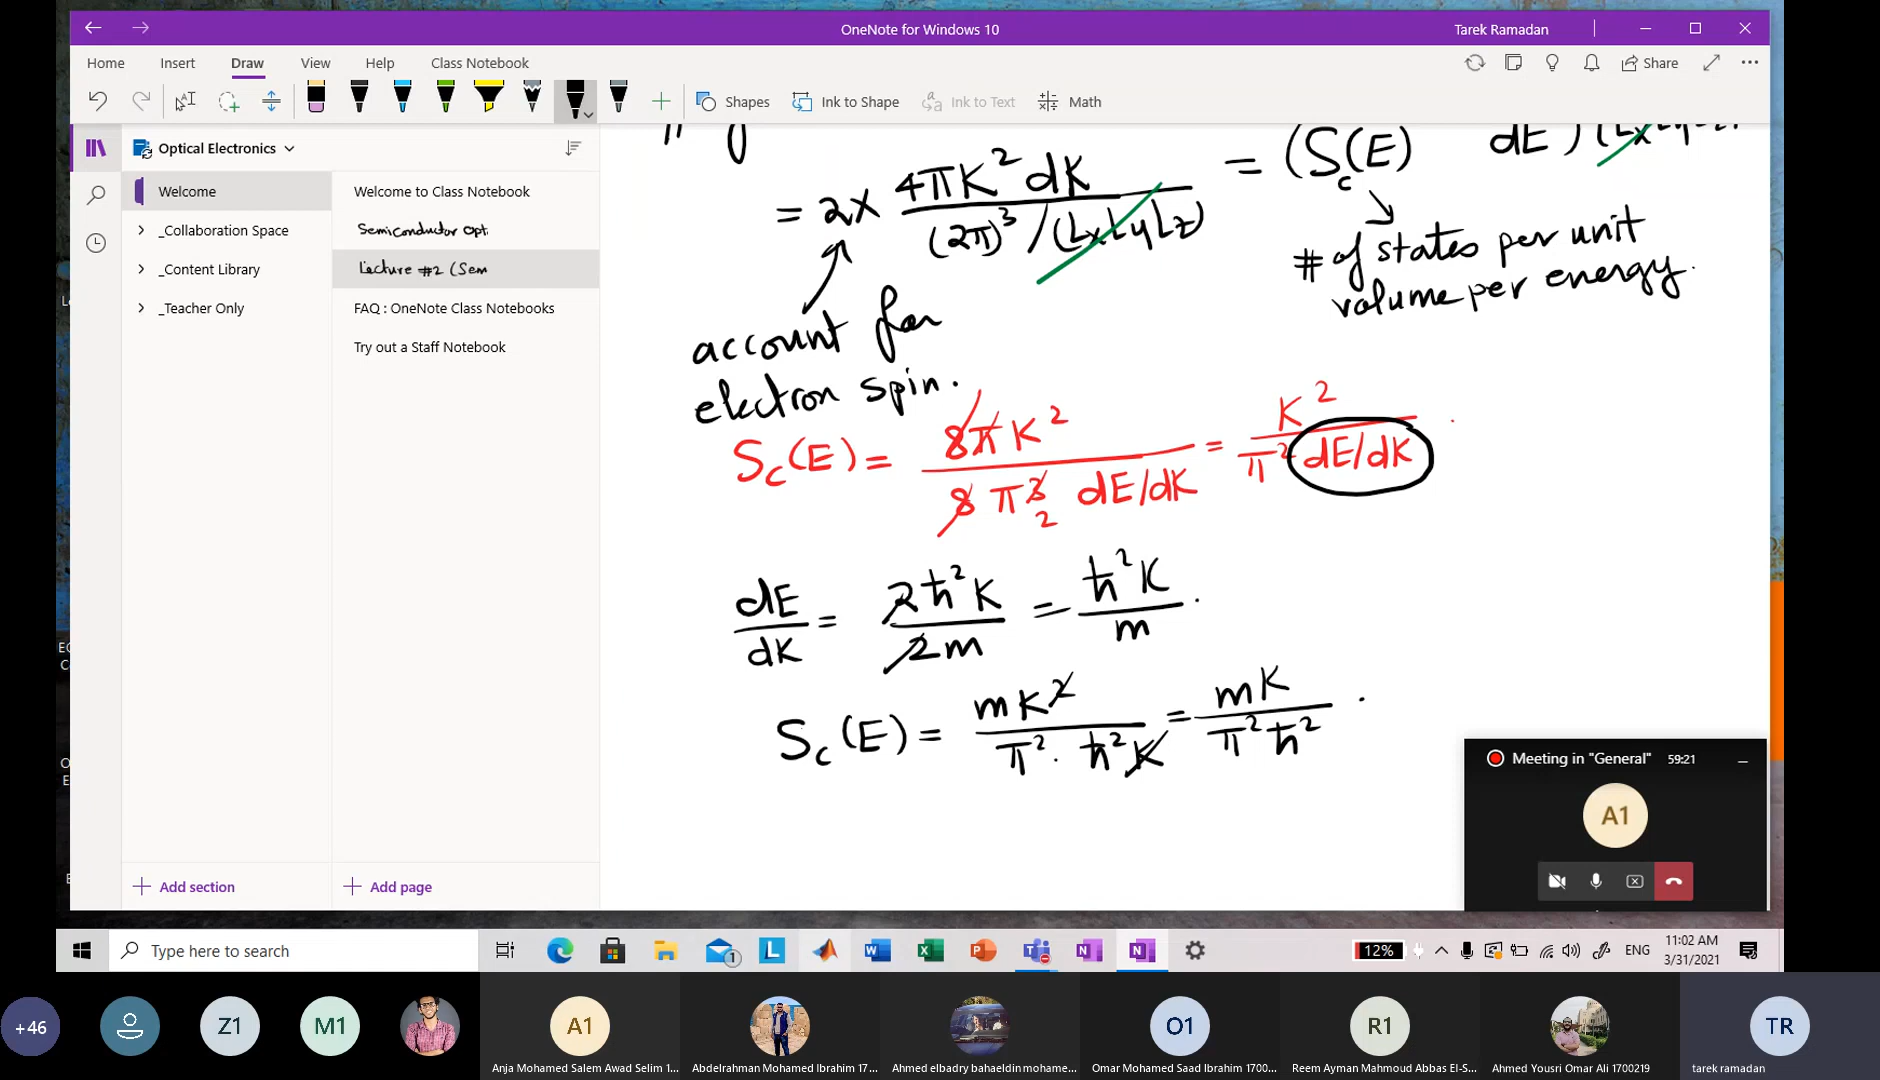 OneNote for Windows 10
Tarek Ramadan
Home Insert Draw View Help Class Notebook
Share
Shapes Ink to Shape Ink to Text Math
Optical Electronics
Welcome
_Collaboration Space
_Content Library
_Teacher Only
Welcome to Class Notebook
Semiconductor Opti
Lecture #2 (Sem
FAQ : OneNote Class Notebooks
Try out a Staff Notebook
= 2x 4πK² dK / (2π)³ / (LxLyLz) = (Sc(E) dE)
# of states per unit
volume per energy.
account for
electron spin.
Sc(E) = 8πK² / 8π³ dE/dK = K² / π² dE/dK
2
dE/dK = 2ħ²K / 2m = ħ²K / m
Sc(E) = mK² / π² · ħ²K = mK / π²ħ²
Add section
Add page
Meeting in "General" 59:21
A1
Type here to search
1
12%
ENG
11:02 AM
3/31/2021
+46
Z1
M1
A1
O1
R1
TR
Anja Mohamed Salem Awad Selim 1...
Abdelrahman Mohamed Ibrahim 17...
Ahmed elbadry bahaeldin mohame...
Omar Mohamed Saad Ibrahim 1700...
Reem Ayman Mahmoud Abbas El-S...
Ahmed Yousri Omar Ali 1700219
tarek ramadan